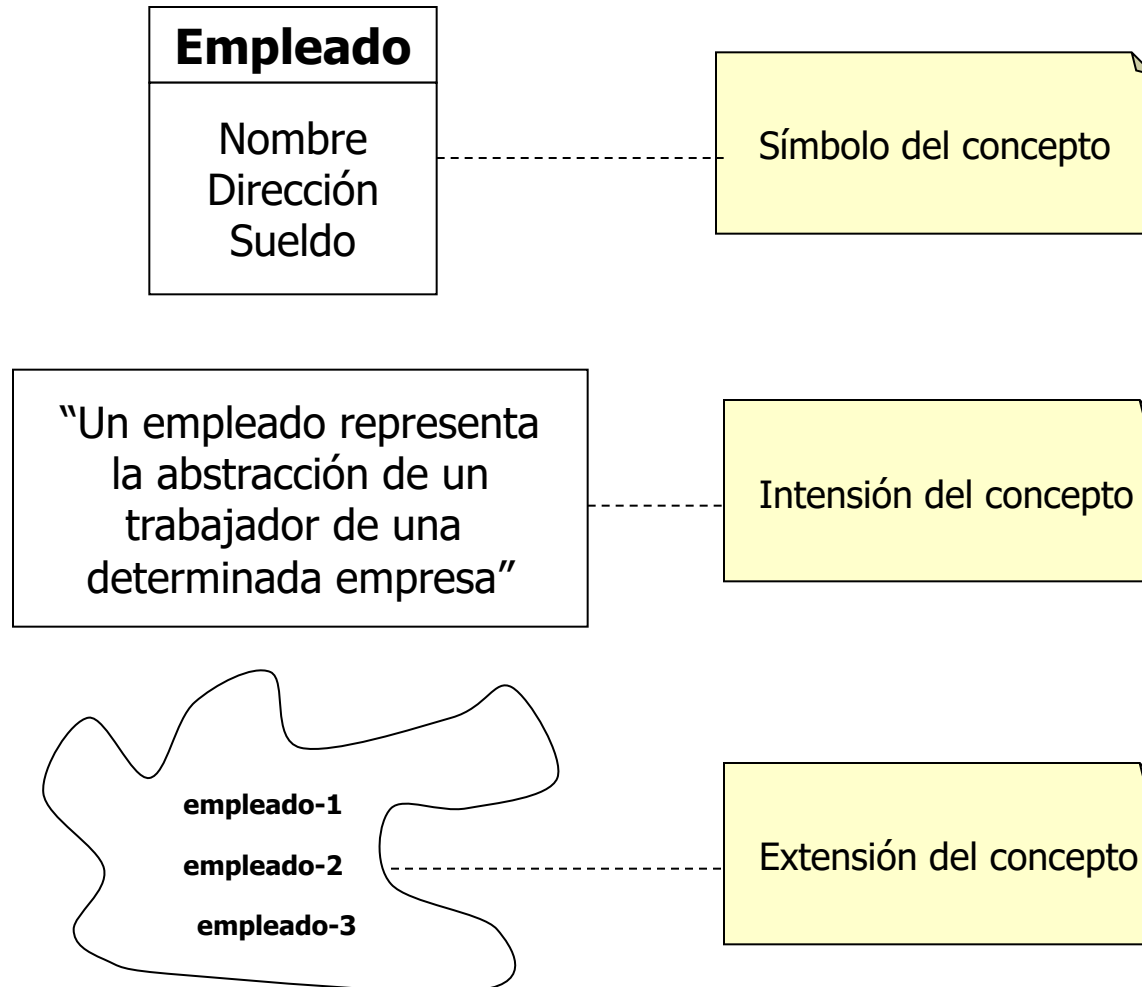 Empleado
Nombre
Dirección
Sueldo
Símbolo del concepto
“Un empleado representa
la abstracción de un
trabajador de una
determinada empresa”
Intensión del concepto
empleado-1
empleado-2
empleado-3
Extensión del concepto